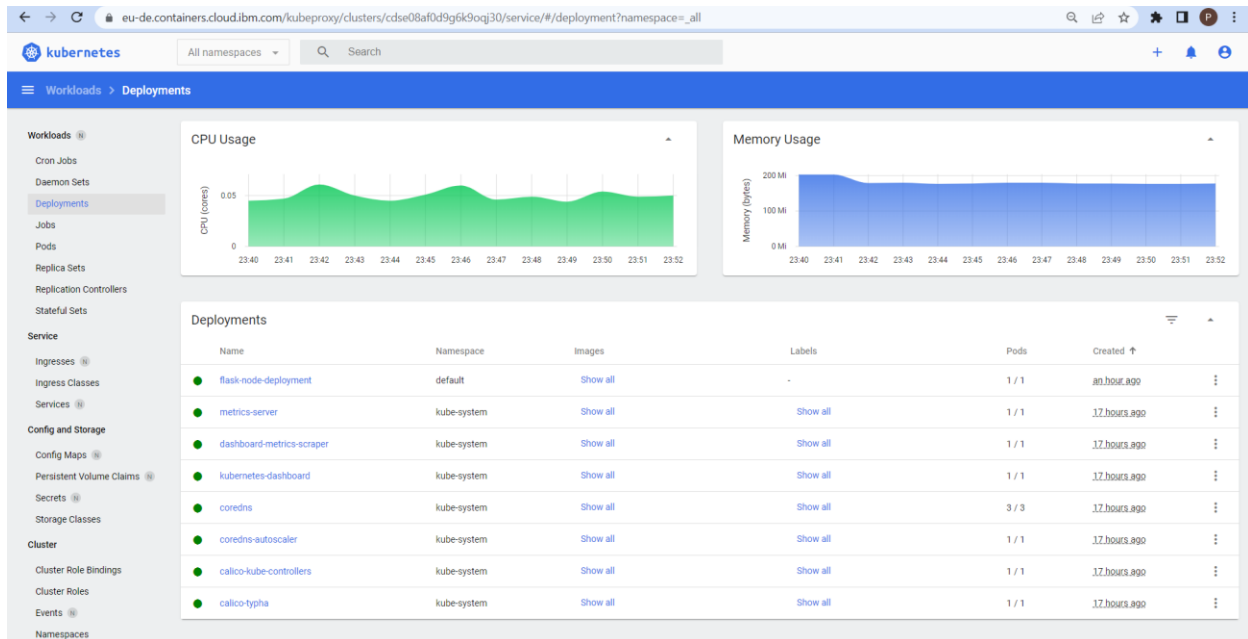 eu-de.containers.cloud.ibm.com/kubeproxy/clusters/cdse08af0d9g6k9oqj30/service/#/deployment?namespace=_all
P
kubernetes
All namespaces
Search
Workloads > Deployments
Workloads N
Cron Jobs
Daemon Sets
Deployments
Jobs
Pods
Replica Sets
Replication Controllers
Stateful Sets
Service
Ingresses N
Ingress Classes
Services N
Config and Storage
Config Maps N
Persistent Volume Claims N
Secrets N
Storage Classes
Cluster
Cluster Role Bindings
Cluster Roles
Events N
Namespaces
CPU Usage
CPU (cores)
0.05
0
23:40 23:41 23:42 23:43 23:44 23:45 23:46 23:47 23:48 23:49 23:50 23:51 23:52
Memory Usage
Memory (bytes)
200 Mi
100 Mi
0 Mi
23:40 23:41 23:42 23:43 23:44 23:45 23:46 23:47 23:48 23:49 23:50 23:51 23:52
Deployments
Name Namespace Images Labels Pods Created ↑
flask-node-deployment default Show all - 1 / 1 an hour ago
metrics-server kube-system Show all Show all 1 / 1 17 hours ago
dashboard-metrics-scraper kube-system Show all Show all 1 / 1 17 hours ago
kubernetes-dashboard kube-system Show all Show all 1 / 1 17 hours ago
coredns kube-system Show all Show all 3 / 3 17 hours ago
coredns-autoscaler kube-system Show all Show all 1 / 1 17 hours ago
calico-kube-controllers kube-system Show all Show all 1 / 1 17 hours ago
calico-typha kube-system Show all Show all 1 / 1 17 hours ago